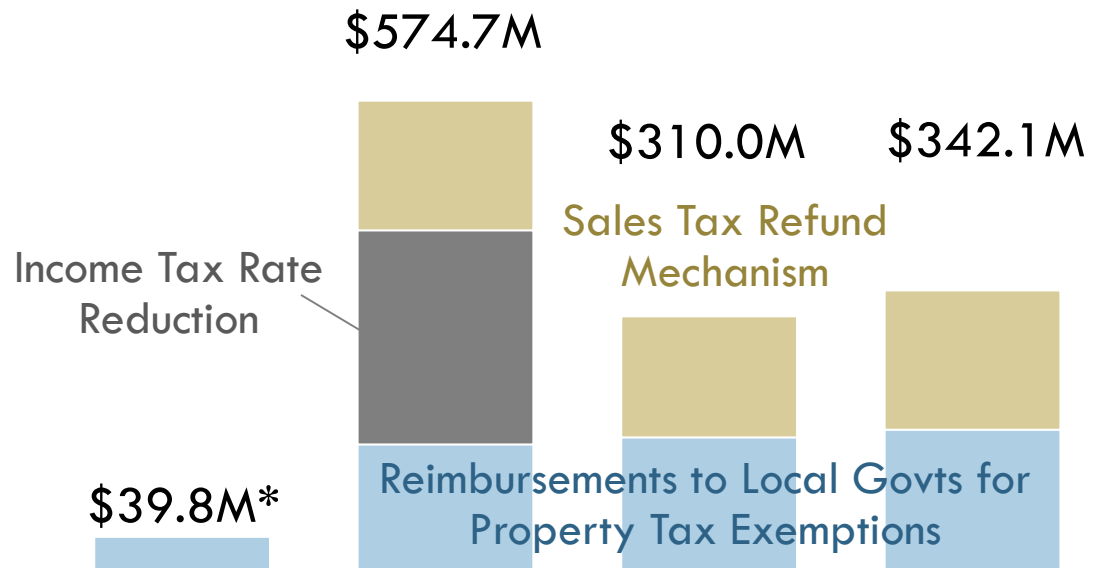 $574.7M
$310.0M
$342.1M
Sales Tax Refund
Mechanism
Income Tax Rate
Reduction
Reimbursements to Local Govts for
Property Tax Exemptions
$39.8M*